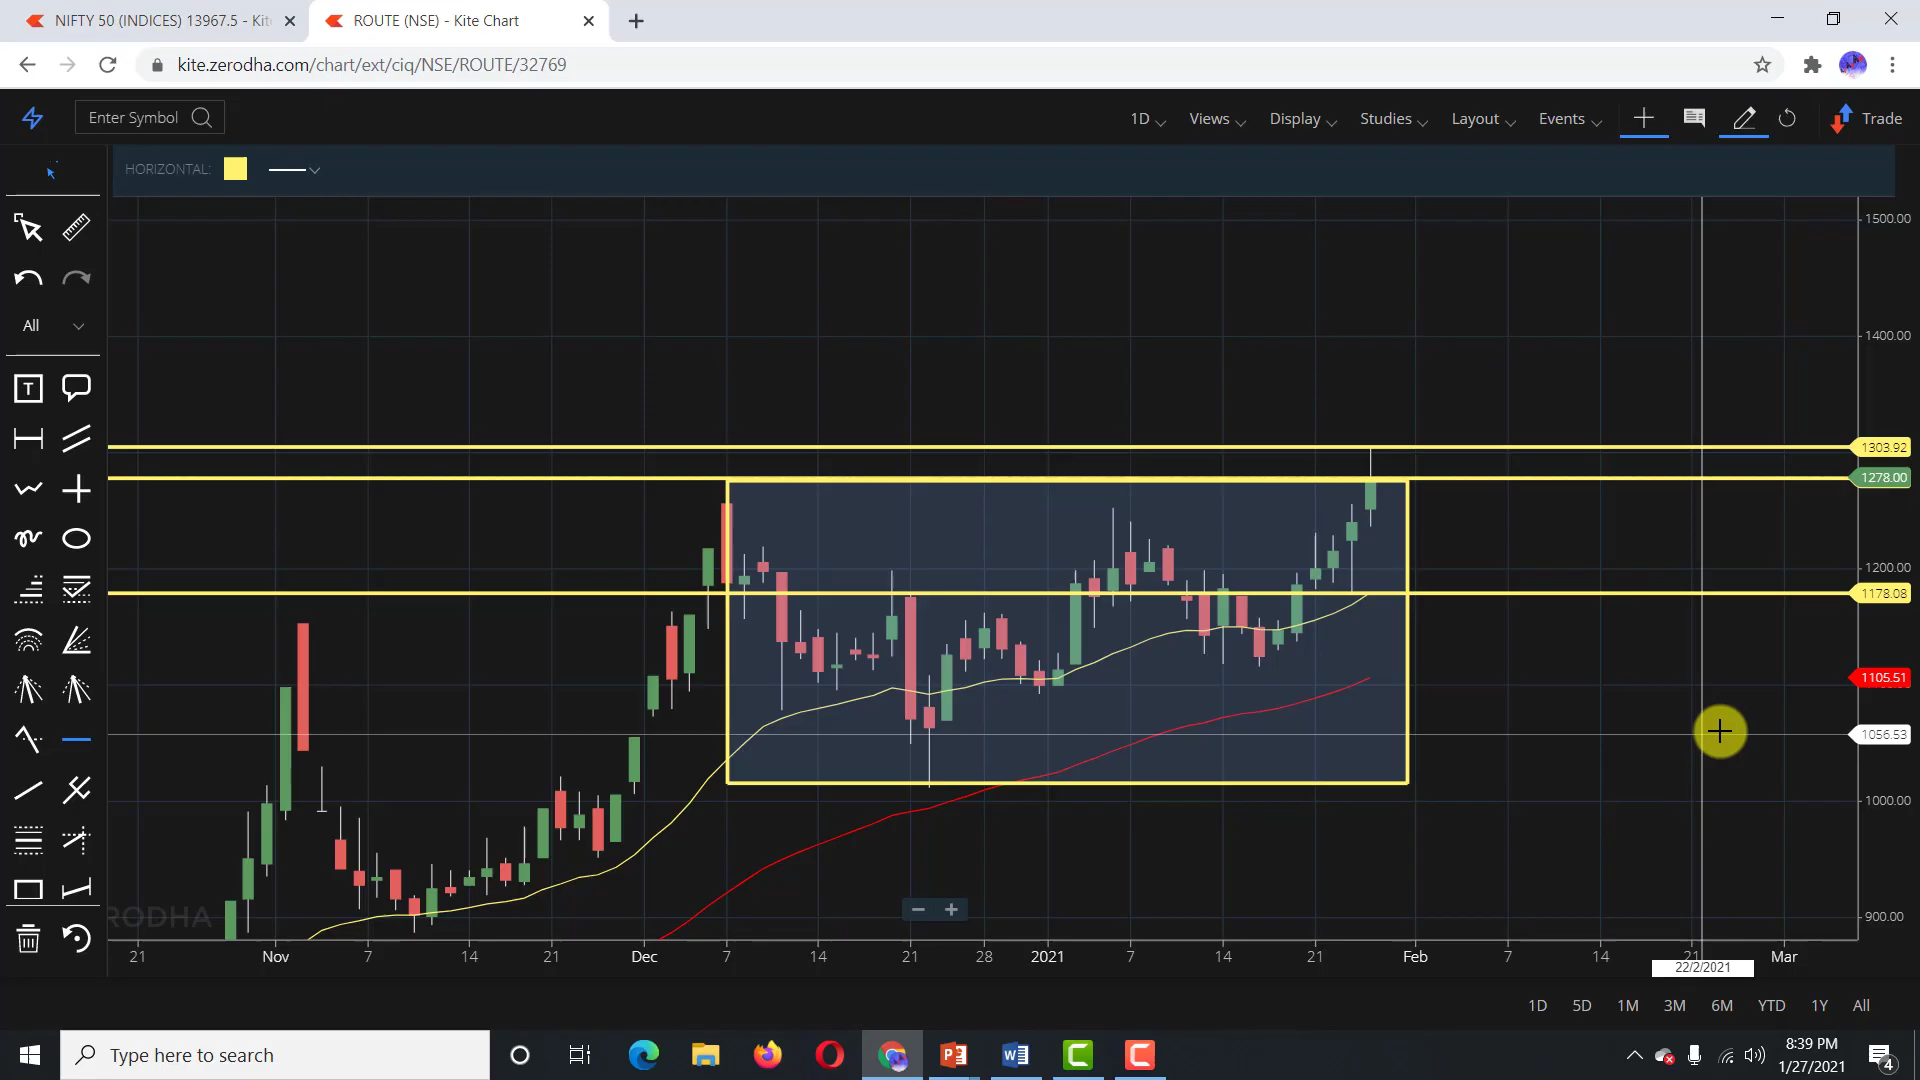 NIFTY 50 (INDICES) 13967.5 - Kit
ROUTE (NSE) - Kite Chart
kite.zerodha.com/chart/ext/ciq/NSE/ROUTE/32769
Enter Symbol
1D
Views
Display
Studies
Layout
Events
Trade
HORIZONTAL:
All
T
1500.00
1400.00
1303.92
1278.00
1200.00
1178.08
1105.51
1056.53
1000.00
900.00
RODHA
21 Nov 7 14 21 Dec 7 14 21 28 2021 7 14 21 Feb 7 14 21 Mar
22/2/2021
1D 5D 1M 3M 6M YTD 1Y All
Type here to search
8:39 PM
1/27/2021
4